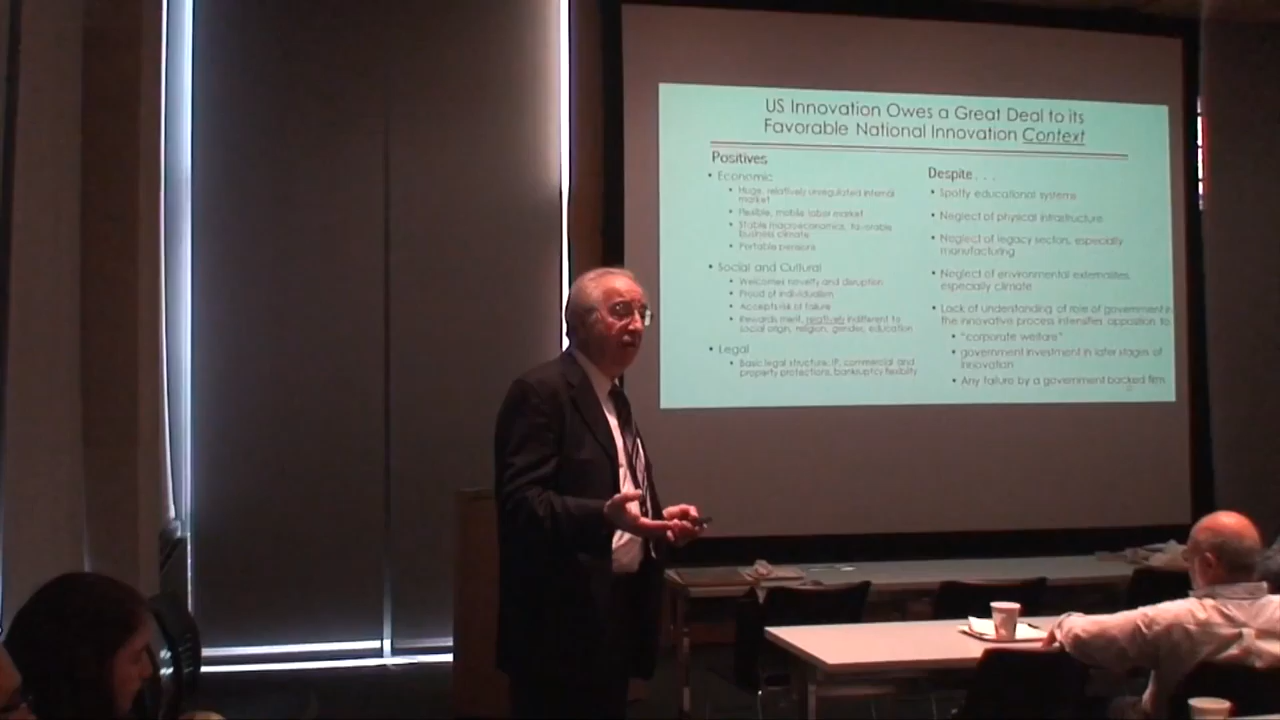 US Innovation Owes a Great Deal to its
Favorable National Innovation Context
Positives
• Economic
• Huge, relatively unregulated internal
market
• Flexible, mobile labor market
• Stable macroeconomics, favorable
business climate
• Portable pensions
• Social and Cultural
• Welcomes novelty and disruption
• Proud of individualism
• Accepts risk of failure
• Rewards merit, relatively indifferent to
social origin, religion, gender, education
• Legal
• Basic legal structure, IP, commercial and
property protections, bankruptcy flexibility
Despite . . .
• Spotty educational systems
• Neglect of physical infrastructure
• Neglect of legacy sectors, especially
manufacturing
• Neglect of environmental externalities,
especially climate
• Lack of understanding of role of government in
the innovative process intensifies opposition to:
• "corporate welfare"
• government investment in later stages of
innovation
• Any failure by a government backed firm